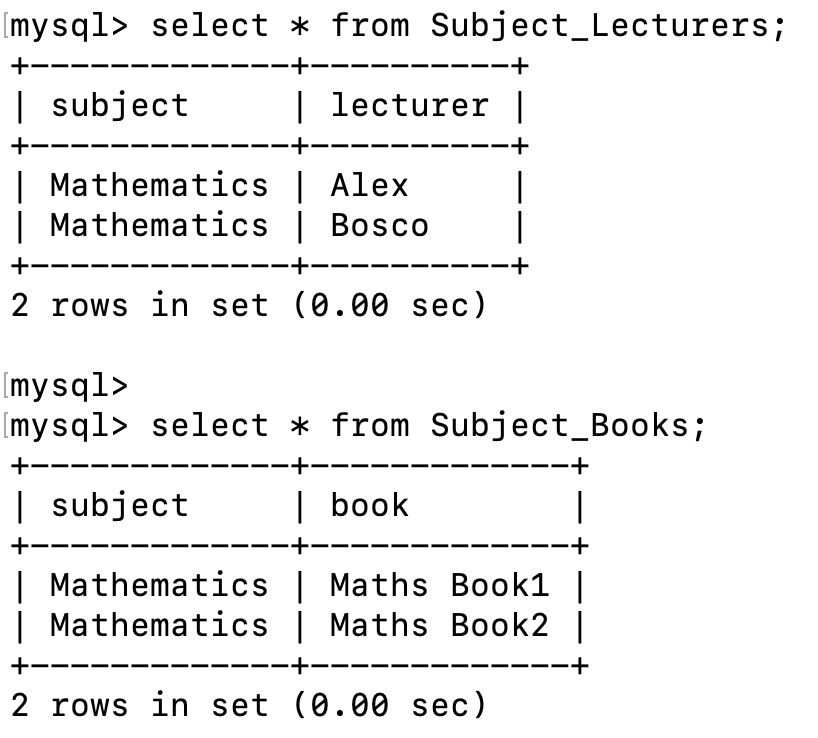 [mysql> select * from Subject_Lecturers;
+-------------+----------+
| subject     | lecturer |
+-------------+----------+
| Mathematics | Alex     |
| Mathematics | Bosco    |
+-------------+----------+
2 rows in set (0.00 sec)

[mysql>
[mysql> select * from Subject_Books;
+-------------+-------------+
| subject     | book        |
+-------------+-------------+
| Mathematics | Maths Book1 |
| Mathematics | Maths Book2 |
+-------------+-------------+
2 rows in set (0.00 sec)